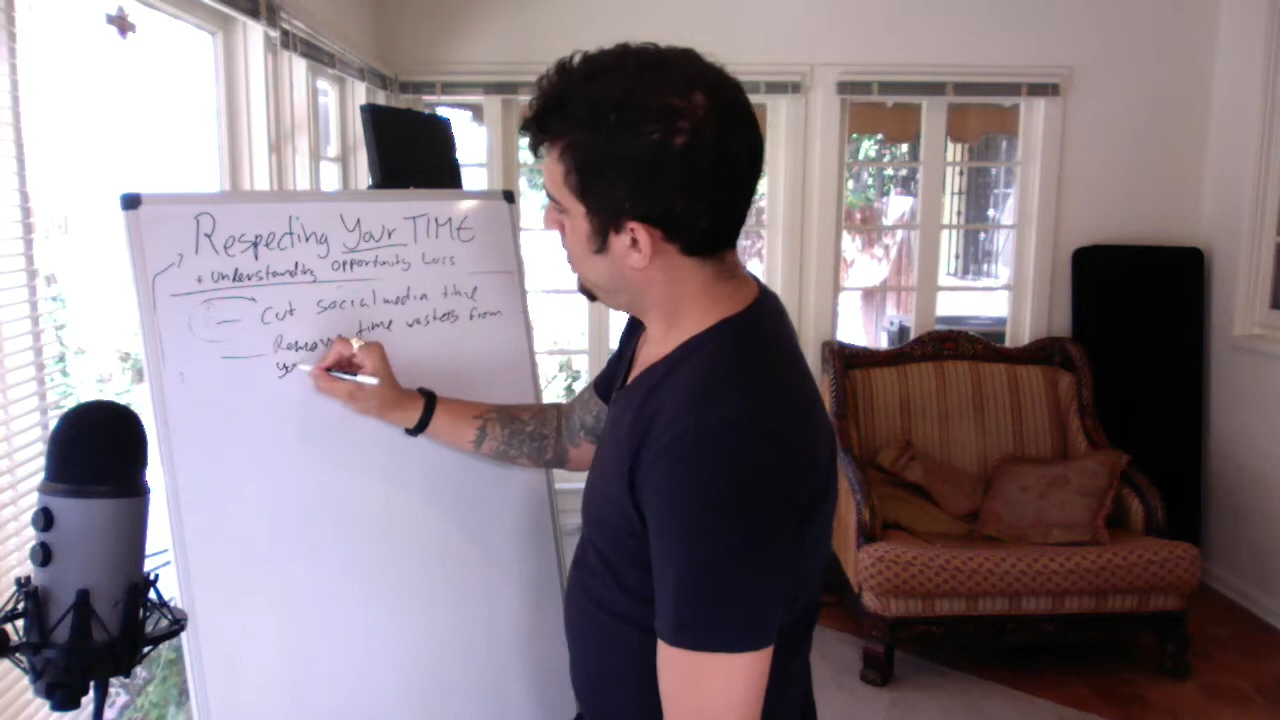 Respecting Your TIME
+ Understanding opportunity Loss
— Cut social media time
— Remove time wasters from